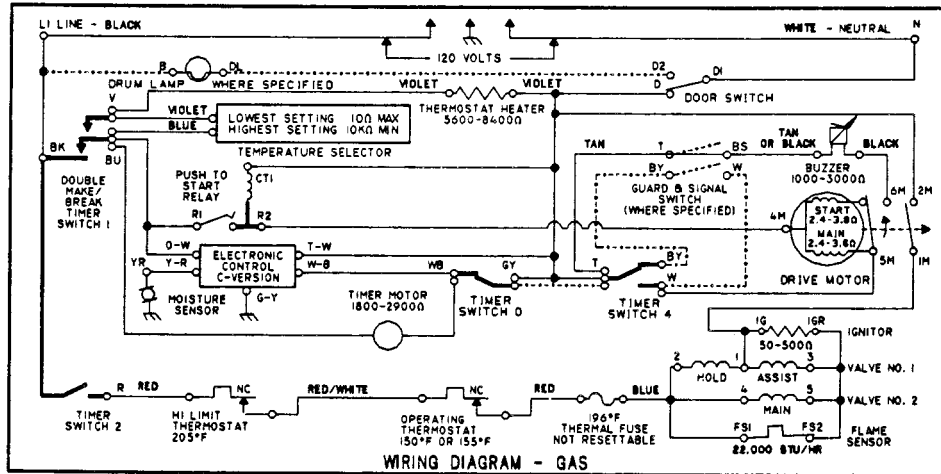 L1 LINE - BLACK
WHITE - NEUTRAL
N
120 VOLTS
B
DL
D2
D1
D
DRUM LAMP WHERE SPECIFIED
VIOLET
VIOLET
DOOR SWITCH
V
VIOLET
BLUE
LOWEST SETTING 10Ω MAX
HIGHEST SETTING 10KΩ MIN
THERMOSTAT HEATER
5600-8400Ω
TEMPERATURE SELECTOR
BK
BU
DOUBLE
MAKE/
BREAK
TIMER
SWITCH 1
PUSH TO
START
RELAY
CT1
R1
R2
TAN
T
BS
TAN
OR BLACK
BLACK
BY
W
GUARD & SIGNAL
SWITCH
(WHERE SPECIFIED)
BUZZER
1000-3000Ω
6M
2M
4M
START
2.4-3.8Ω
MAIN
2.4-3.6Ω
5M
1M
DRIVE MOTOR
O-W
Y-R
YR
ELECTRONIC
CONTROL
C-VERSION
T-W
W-B
G-Y
MOISTURE
SENSOR
WB
GY
TIMER
SWITCH 0
T
BY
W
TIMER
SWITCH 4
TIMER MOTOR
1800-2900Ω
IG
IGR
IGNITOR
50-500Ω
2
HOLD
1
ASSIST
3
VALVE NO. 1
4
MAIN
5
VALVE NO. 2
FS1
FS2
FLAME
SENSOR
22,000 BTU/HR
TIMER
SWITCH 2
R
RED
NC
HI LIMIT
THERMOSTAT
205°F
RED/WHITE
NC
OPERATING
THERMOSTAT
150°F OR 155°F
RED
196°F
THERMAL FUSE
NOT RESETTABLE
BLUE
WIRING DIAGRAM - GAS